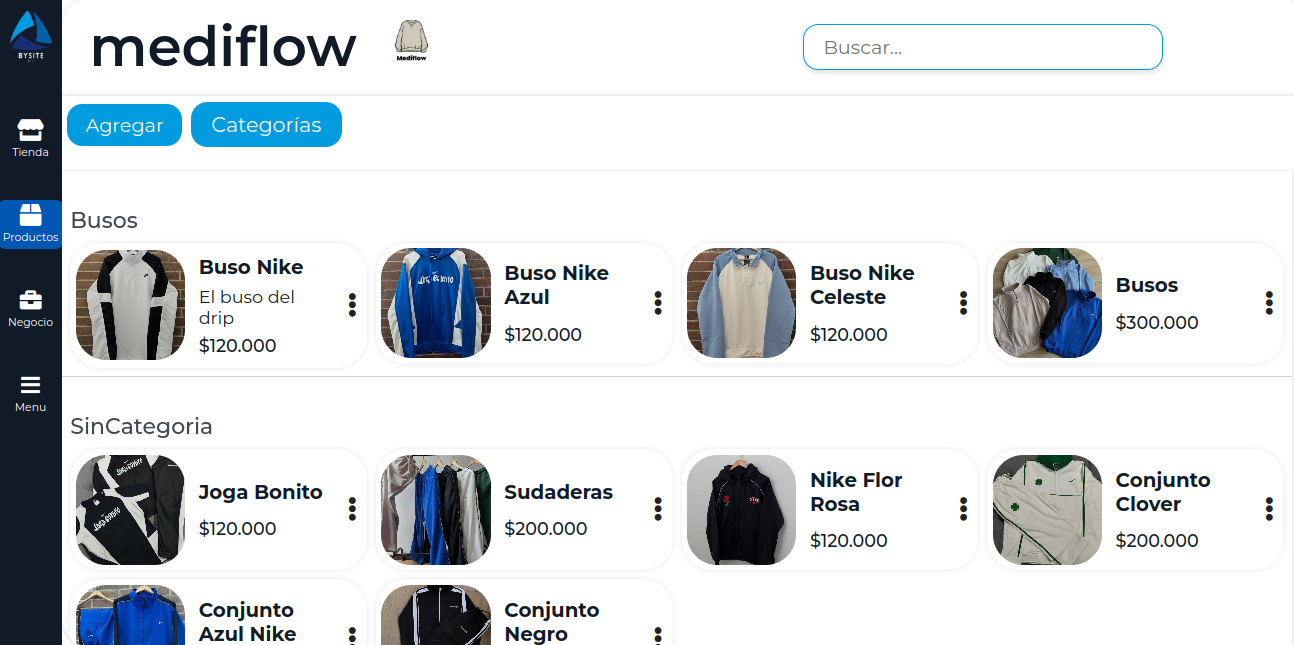 BYSITE
mediflow
Mediflow
Buscar...
Tienda
Productos
Negocio
Menu
Agregar
Categorías
Busos
Buso Nike
El buso del
drip
$120.000
Buso Nike
Azul
$120.000
Buso Nike
Celeste
$120.000
Busos
$300.000
SinCategoria
Joga Bonito
$120.000
Sudaderas
$200.000
Nike Flor
Rosa
$120.000
Conjunto
Clover
$200.000
Conjunto
Azul Nike
Conjunto
Negro